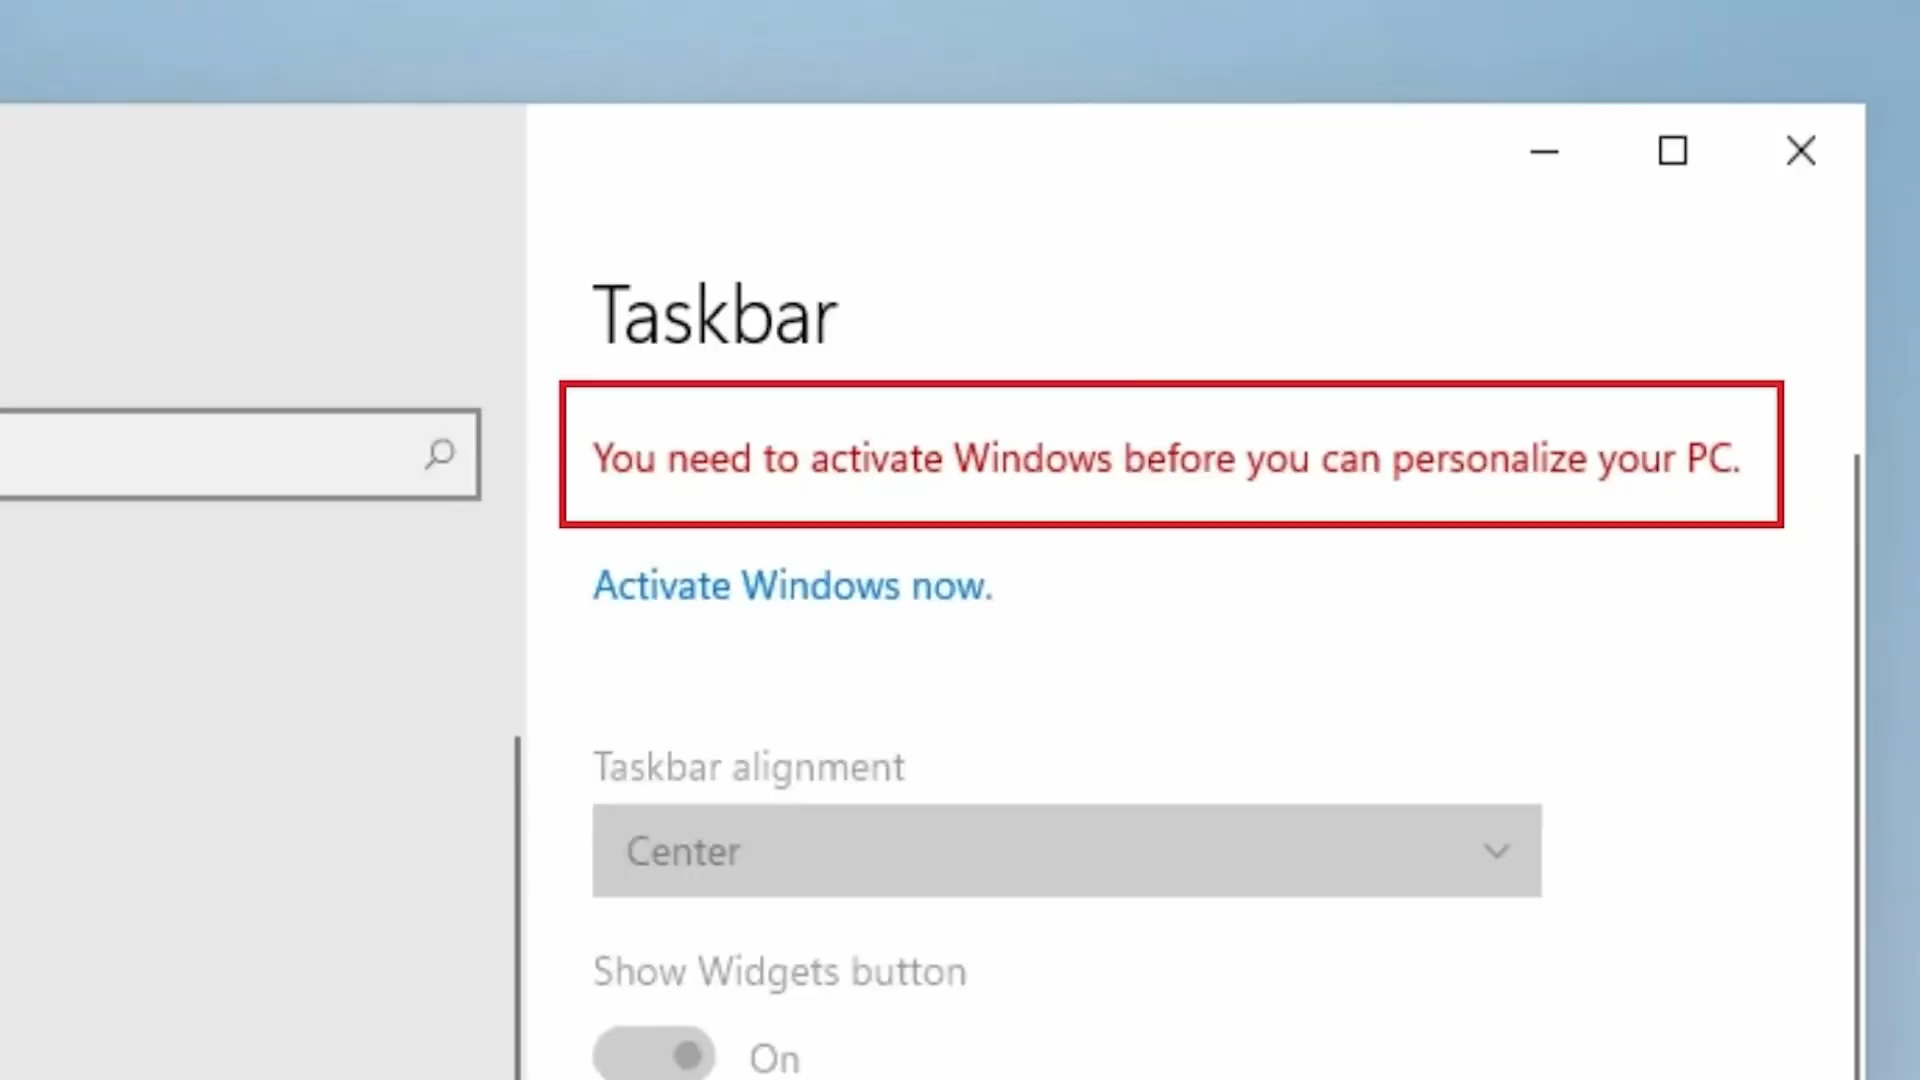 Taskbar
You need to activate Windows before you can personalize your PC.
Activate Windows now.
Taskbar alignment
Center
Show Widgets button
On